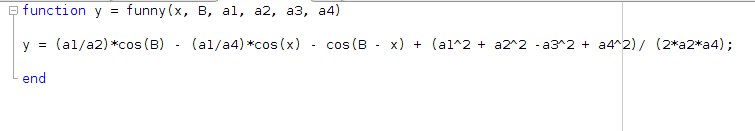 function y = funny(x, B, a1, a2, a3, a4)
y = (a1/a2)*cos(B) - (a1/a4)*cos(x) - cos(B - x) + (a1^2 + a2^2 -a3^2 + a4^2)/ (2*a2*a4);
end